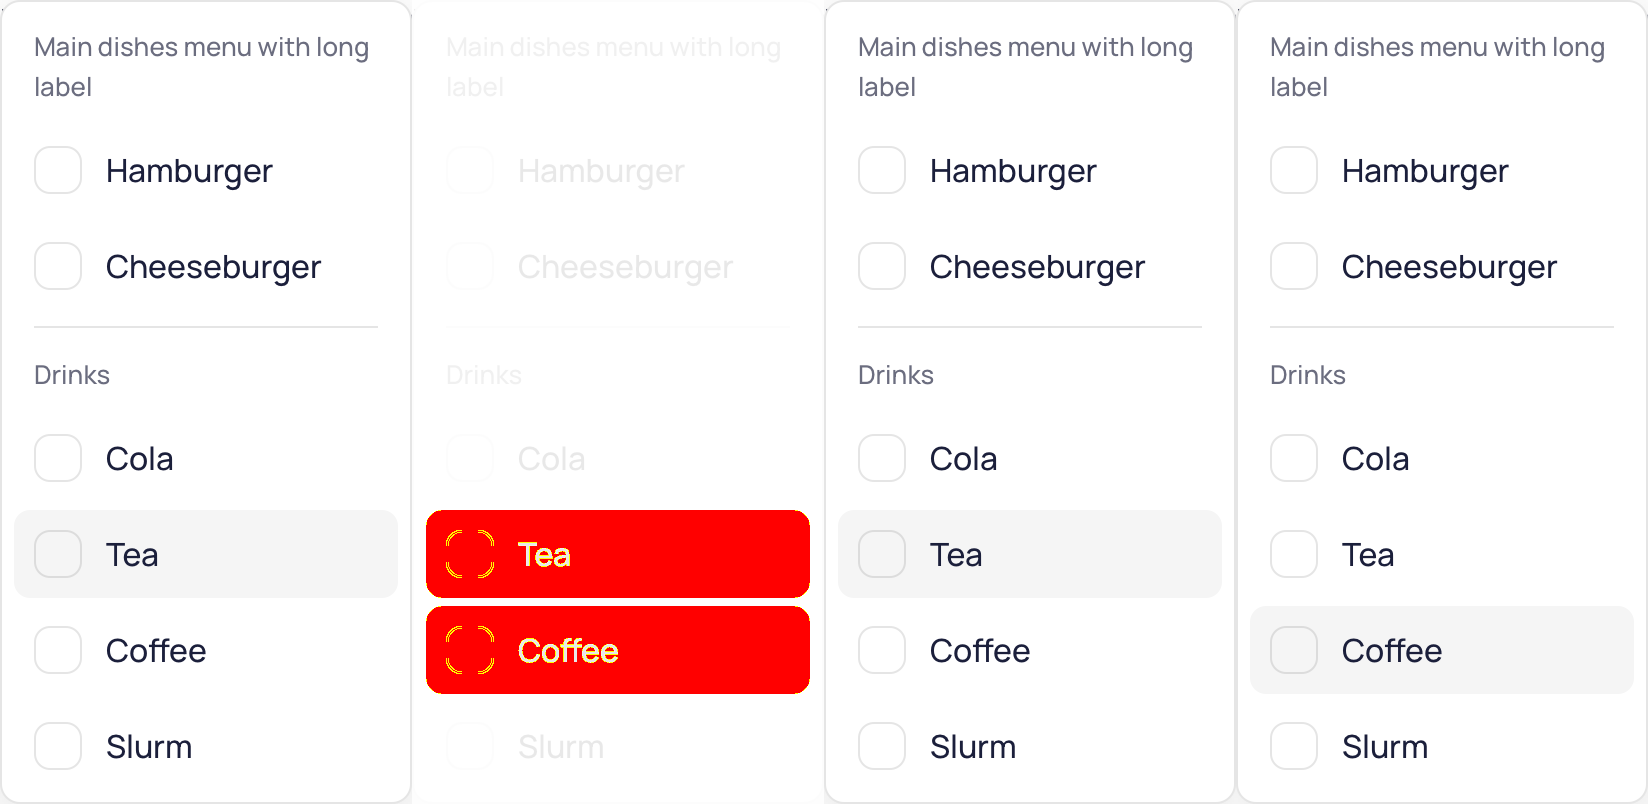 Main dishes menu with long
label
Hamburger
Cheeseburger
Drinks
Cola
Tea
Coffee
Slurm
Main dishes menu with long
label
Hamburger
Cheeseburger
Drinks
Cola
Tea
Coffee
Slurm
Main dishes menu with long
label
Hamburger
Cheeseburger
Drinks
Cola
Tea
Coffee
Slurm
Main dishes menu with long
label
Hamburger
Cheeseburger
Drinks
Cola
Tea
Coffee
Slurm